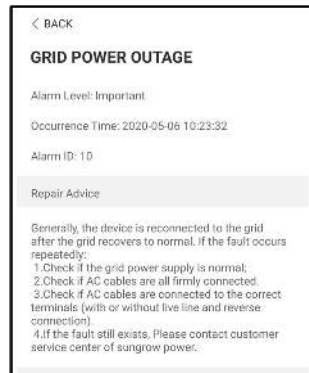 < BACK
GRID POWER OUTAGE
Alarm Level: Important
Occurrence Time: 2020-05-06 10:23:32
Alarm ID: 10
Repair Advice
Generally, the device is reconnected to the grid
after the grid recovers to normal. If the fault occurs
repeatedly:
1.Check if the grid power supply is normal;
2.Check if AC cables are all firmly connected.
3.Check if AC cables are connected to the correct
terminals (with or without live line and reverse
connection).
4.If the fault still exists, Please contact customer
service center of sungrow power.